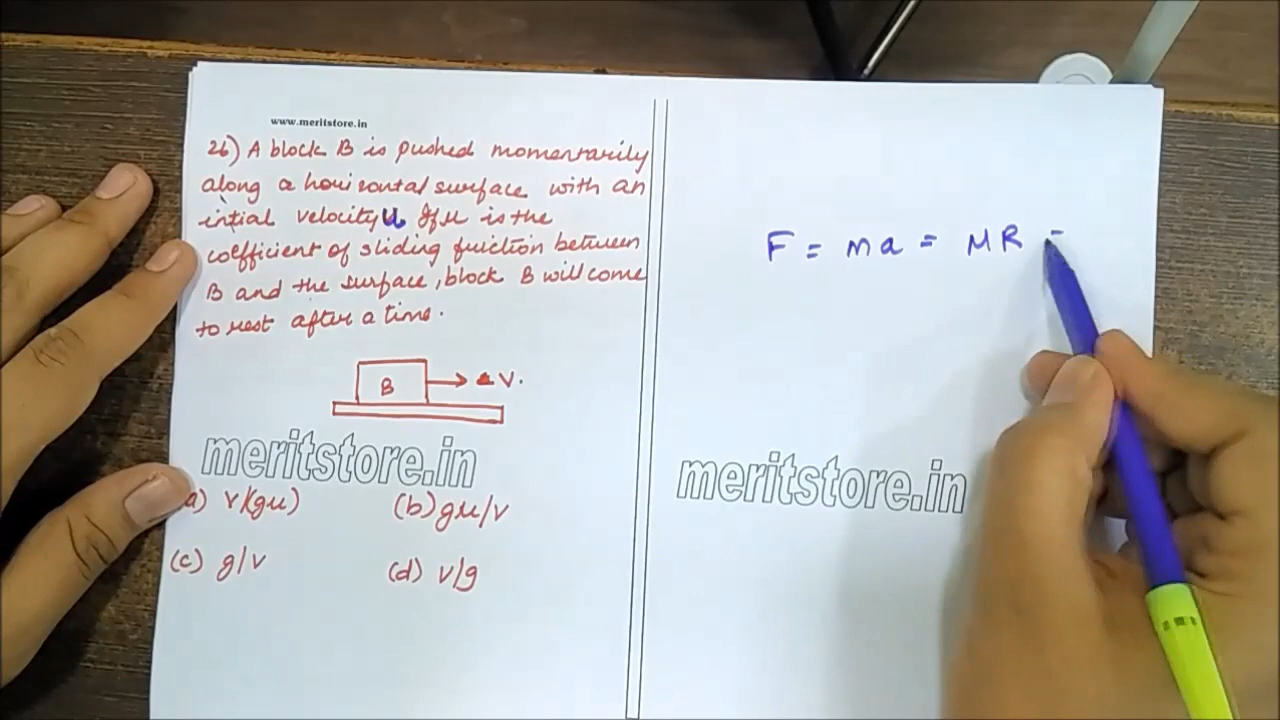 www.meritstore.in
26) A block B is pushed momentarily
along a horizontal surface with an
intial velocity u If μ is the
coefficient of sliding friction between
B and the surface, block B will come
to rest after a time.
B V.
meritstore.in
a) v/(gμ) (b) gμ/v
(c) g/v (d) v/g
F = ma = μR =
meritstore.in